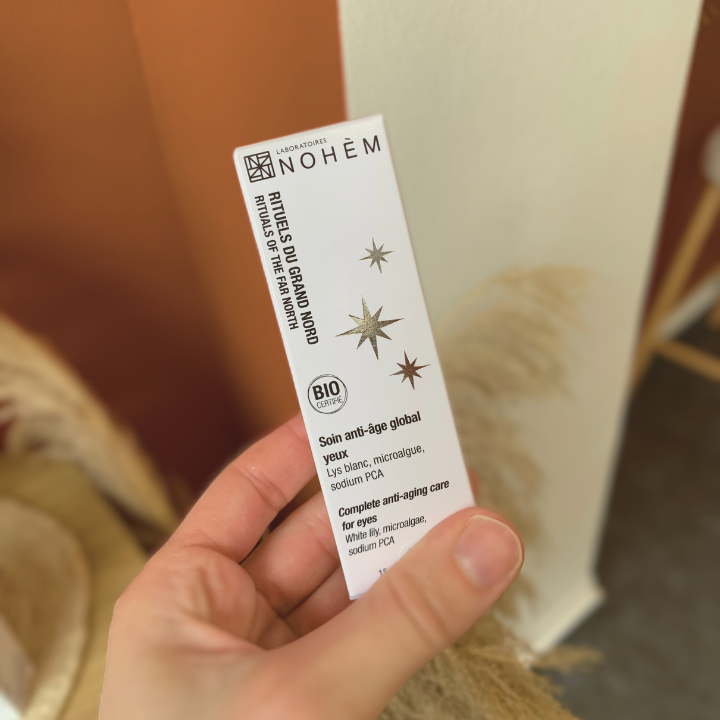 LABORATOIRES
NOHÈM
RITUELS DU GRAND NORD
RITUALS OF THE FAR NORTH
BIO
CERTIFIÉ
Soin anti-âge global
yeux
Lys blanc, microalgue,
sodium PCA
Complete anti-aging care
for eyes
White lily, microalgae,
sodium PCA